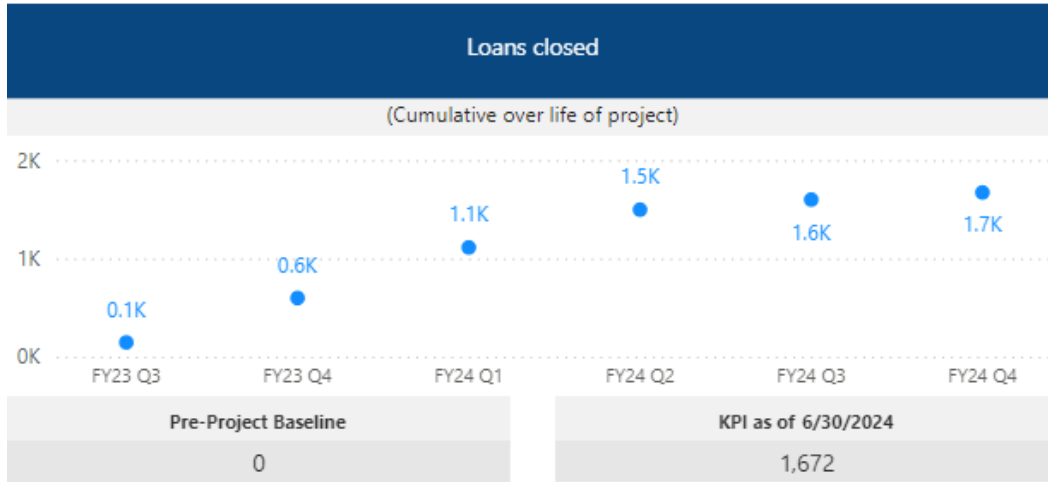 Loans closed
(Cumulative over life of project)
2K
1.5K
1.1K
1.6K
1.7K
1K
0.6K
0.1K
0K
FY23 Q3 FY23 Q4 FY24 Q1 FY24 Q2 FY24 Q3 FY24 Q4
Pre-Project Baseline KPI as of 6/30/2024
0 1,672